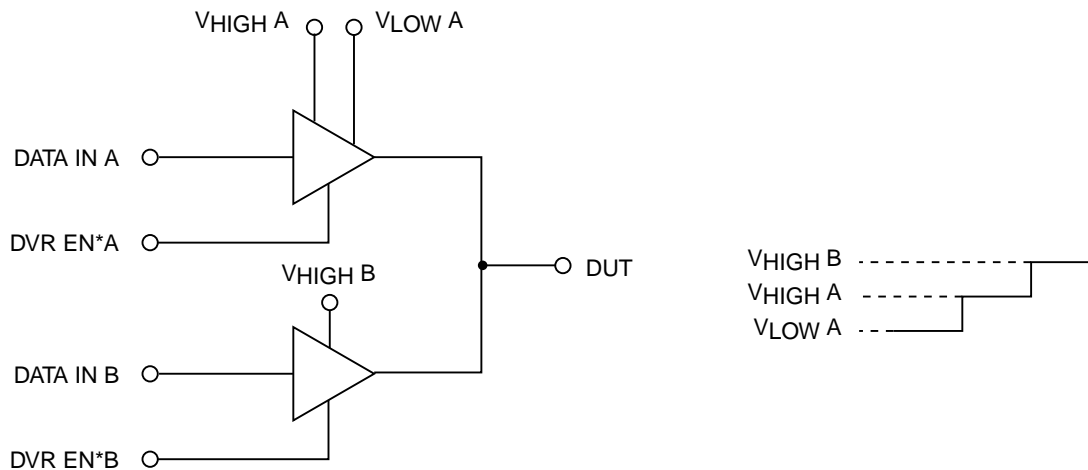 VHIGH A
VLOW A
DATA IN A
DVR EN*A
VHIGH B
DUT
DATA IN B
DVR EN*B
VHIGH B
VHIGH A
VLOW A